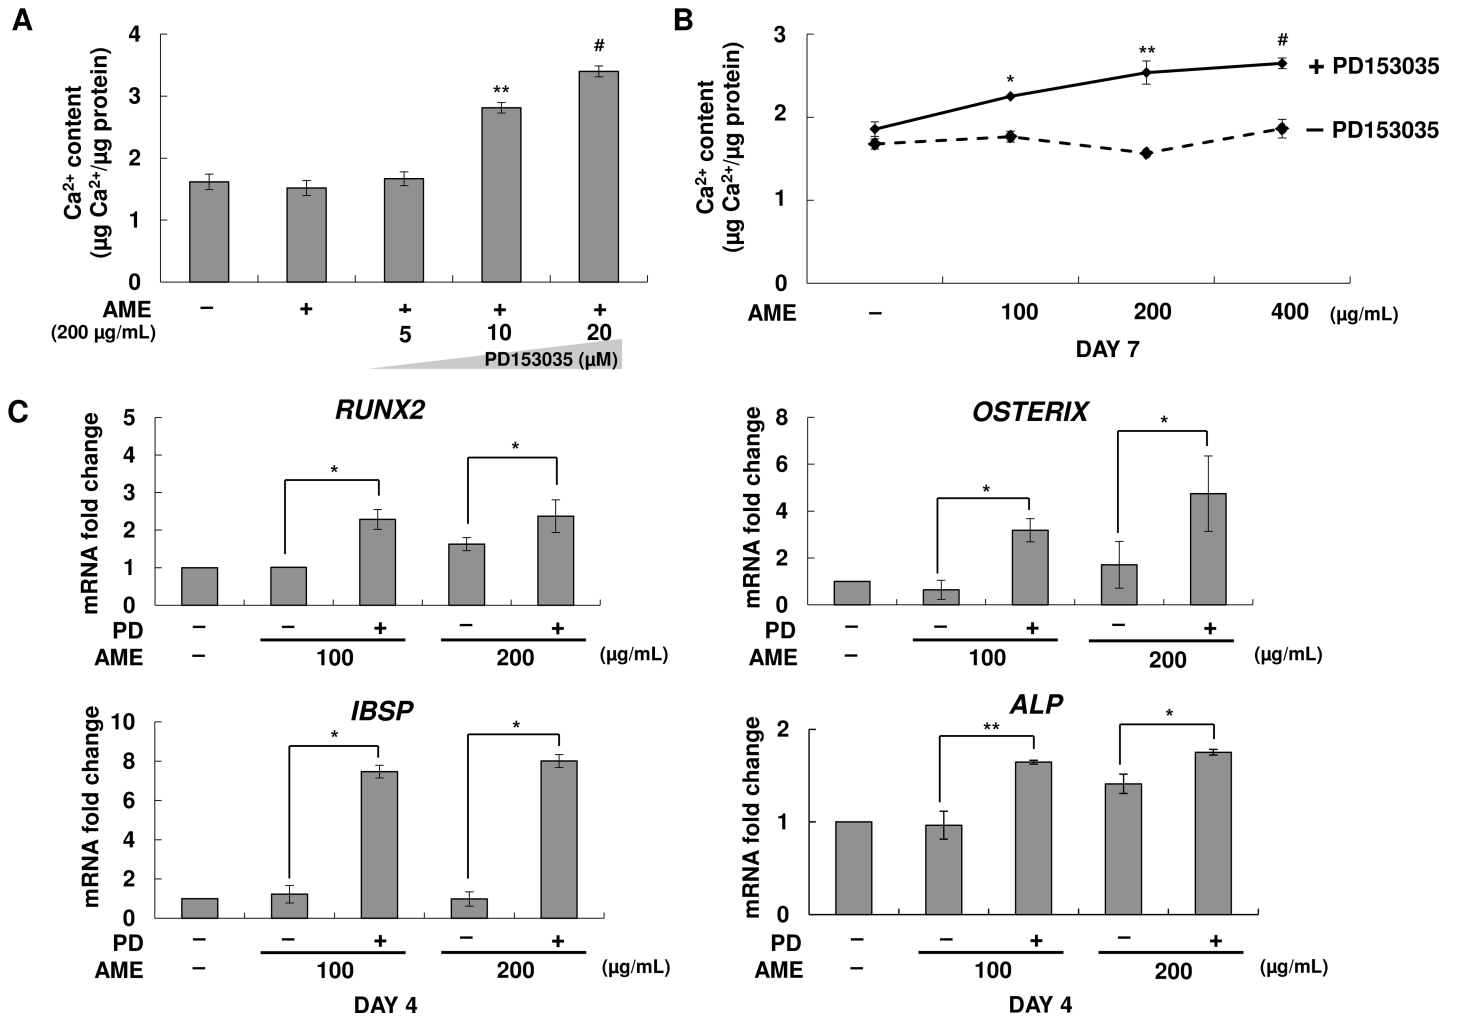 A
Ca2+ content
(µg Ca2+/µg protein)
4
3
2
1
0
**
#
AME – + + + +
(200 µg/mL) 5 10 20
PD153035 (µM)
B
Ca2+ content
(µg Ca2+/µg protein)
3
2
1
0
*
**
#
+ PD153035
– PD153035
AME – 100 200 400 (µg/mL)
DAY 7
C
RUNX2
mRNA fold change
5
4
3
2
1
0
*
*
PD – – + – +
AME – 100 200 (µg/mL)
OSTERIX
mRNA fold change
8
6
4
2
0
*
*
PD – – + – +
AME – 100 200 (µg/mL)
IBSP
mRNA fold change
10
8
6
4
2
0
*
*
PD – – + – +
AME – 100 200 (µg/mL)
DAY 4
ALP
mRNA fold change
2
1
0
**
*
PD – – + – +
AME – 100 200 (µg/mL)
DAY 4